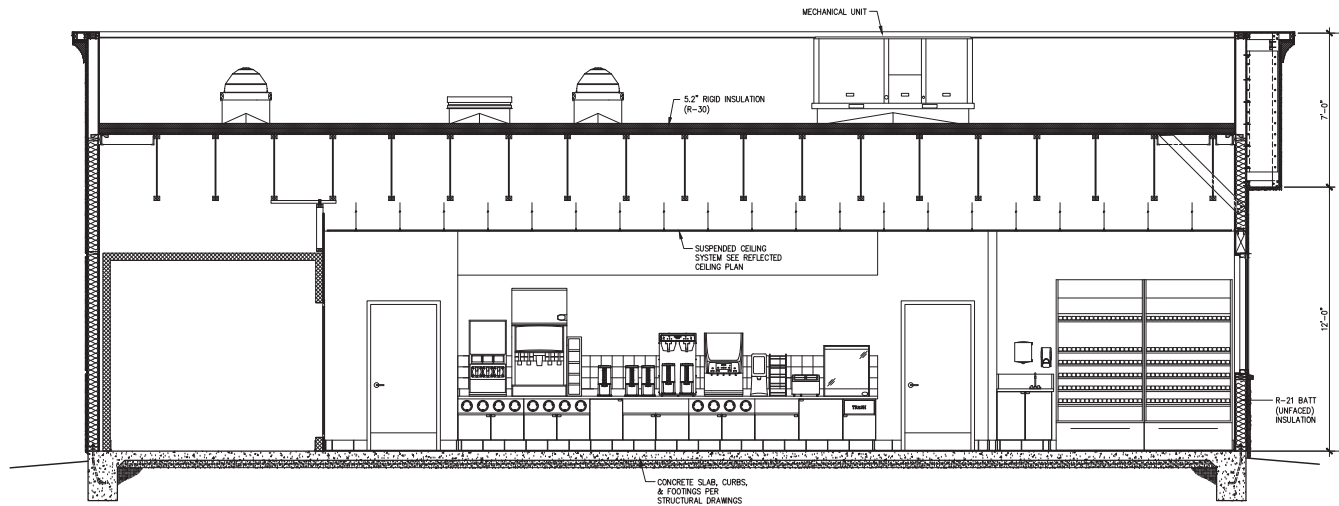 MECHANICAL UNIT
5.2" RIGID INSULATION
(R-30)
7'-0"
SUSPENDED CEILING
SYSTEM SEE REFLECTED
CEILING PLAN
12'-0"
TRASH
R-21 BATT
(UNFACED)
INSULATION
CONCRETE SLAB, CURBS,
& FOOTINGS PER
STRUCTURAL DRAWINGS